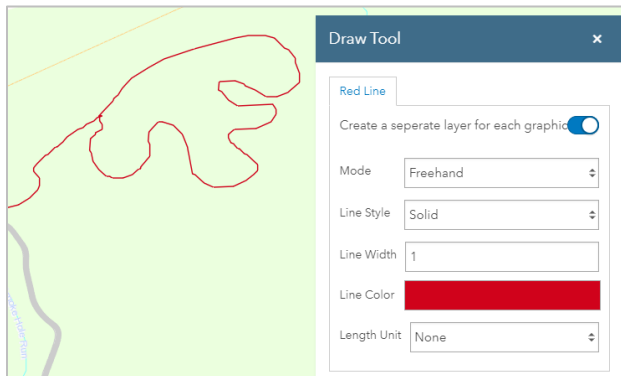 Draw Tool ×
Red Line
Create a seperate layer for each graphic
Mode Freehand
Line Style Solid
Line Width 1
Line Color
Length Unit None